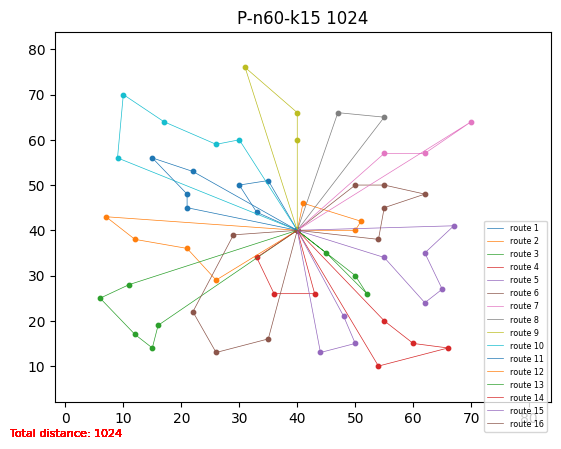 P-n60-k15 1024
80
70
60
50
40
30
20
10
0 10 20 30 40 50 60 70 80
route 1
route 2
route 3
route 4
route 5
route 6
route 7
route 8
route 9
route 10
route 11
route 12
route 13
route 14
route 15
route 16
Total distance: 1024